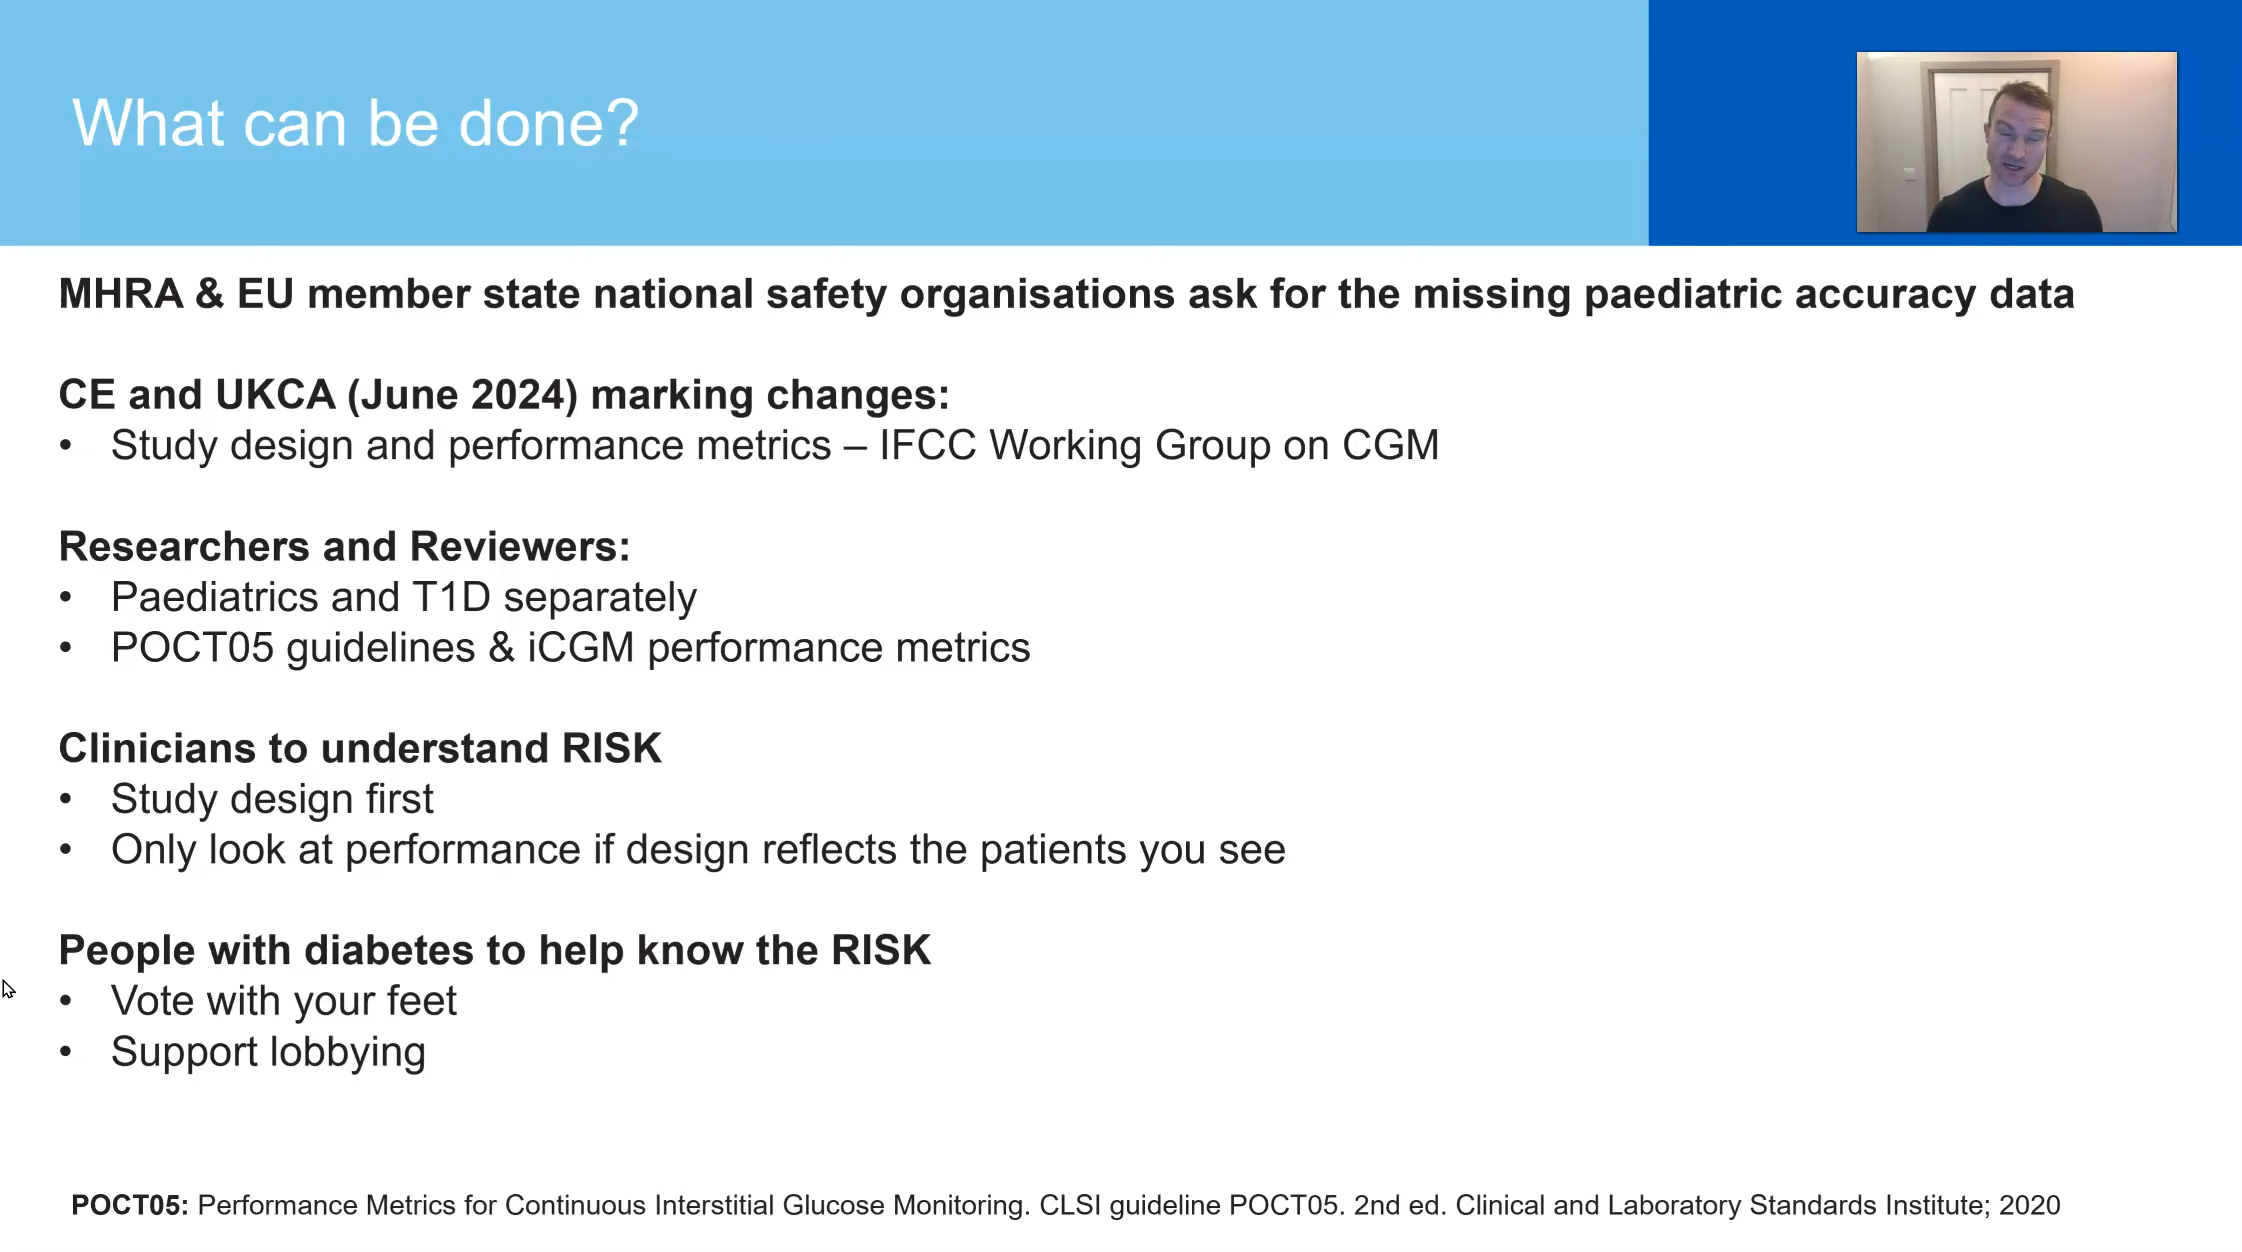 What can be done?
MHRA & EU member state national safety organisations ask for the missing paediatric accuracy data
CE and UKCA (June 2024) marking changes:
• Study design and performance metrics – IFCC Working Group on CGM
Researchers and Reviewers:
• Paediatrics and T1D separately
• POCT05 guidelines & iCGM performance metrics
Clinicians to understand RISK
• Study design first
• Only look at performance if design reflects the patients you see
People with diabetes to help know the RISK
• Vote with your feet
• Support lobbying
POCT05: Performance Metrics for Continuous Interstitial Glucose Monitoring. CLSI guideline POCT05. 2nd ed. Clinical and Laboratory Standards Institute; 2020